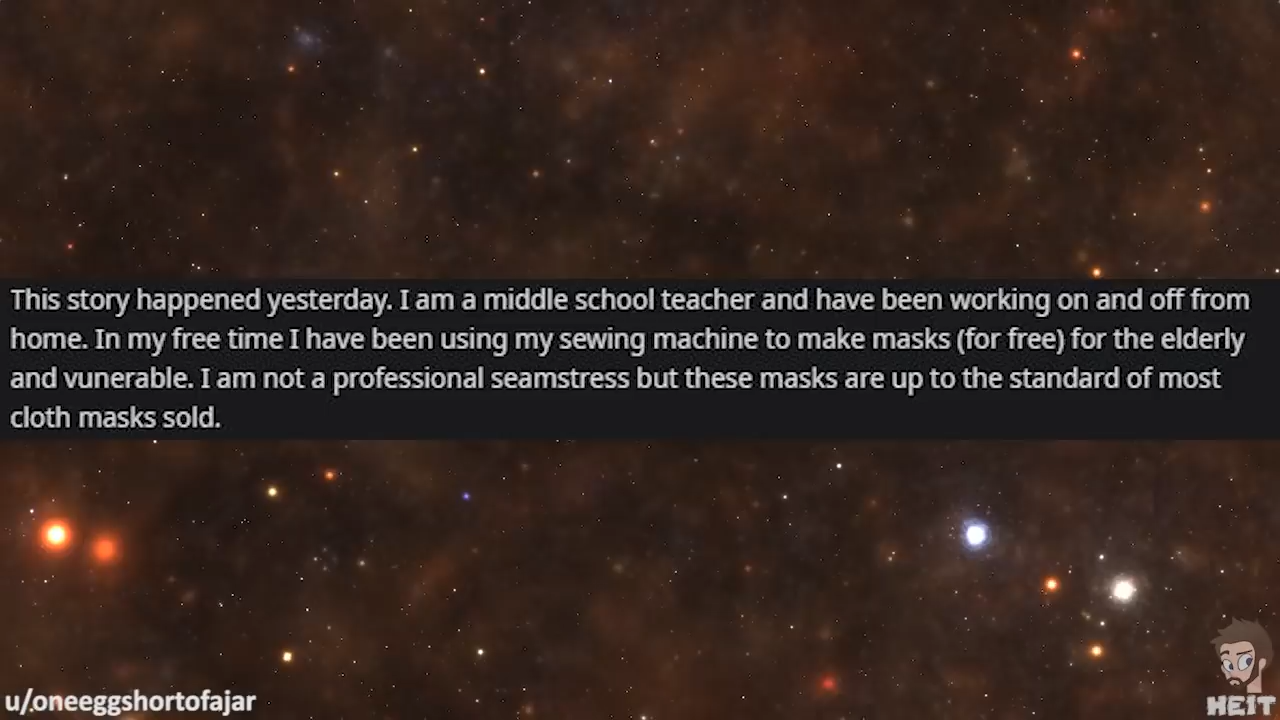 This story happened yesterday. I am a middle school teacher and have been working on and off from
home. In my free time I have been using my sewing machine to make masks (for free) for the elderly
and vunerable. I am not a professional seamstress but these masks are up to the standard of most
cloth masks sold.
u/oneeggshortofajar
HEIT